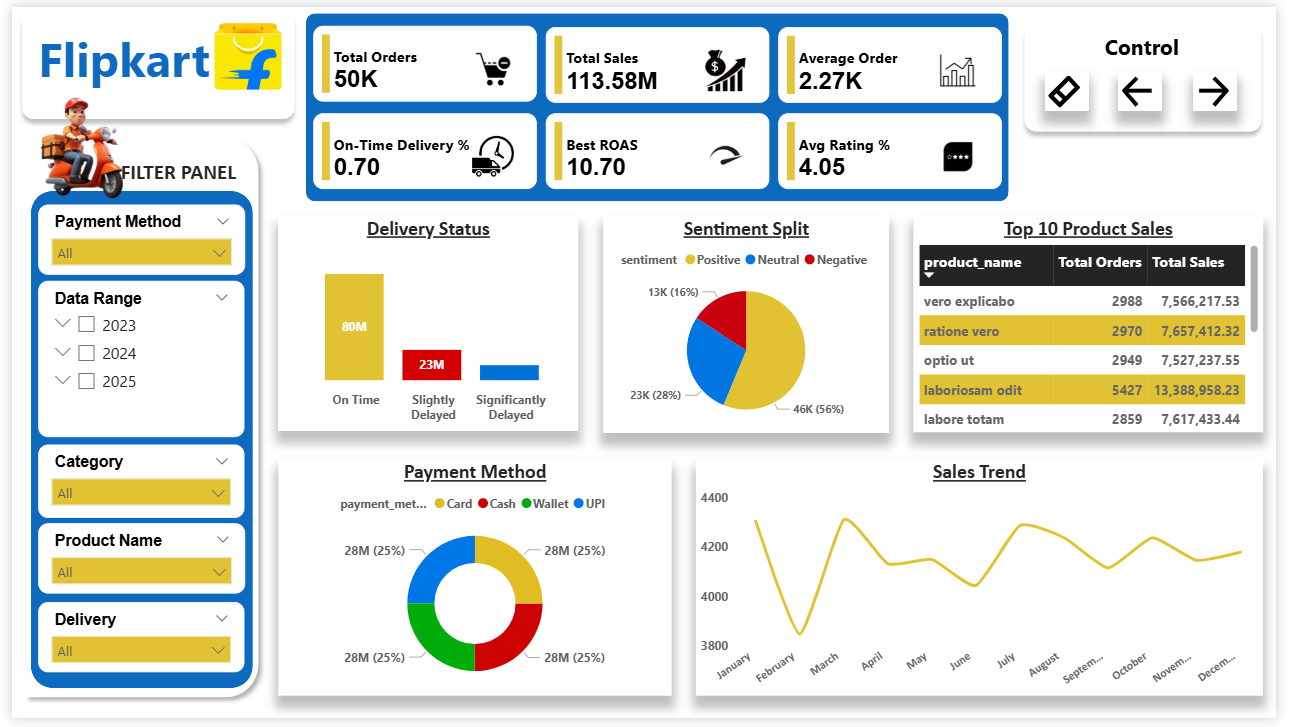 Flipkart
Total Orders
50K
Total Sales
113.58M
Average Order
2.27K
On-Time Delivery %
0.70
Best ROAS
10.70
Avg Rating %
4.05
Control
FILTER PANEL
Payment Method
All
Data Range
2023
2024
2025
Category
All
Product Name
All
Delivery
All
Delivery Status
80M
23M
On Time
Slightly
Delayed
Significantly
Delayed
Sentiment Split
sentiment Positive Neutral Negative
13K (16%)
23K (28%)
46K (56%)
Top 10 Product Sales
product_name Total Orders Total Sales
vero explicabo 2988 7,566,217.53
ratione vero 2970 7,657,412.32
optio ut 2949 7,527,237.55
laboriosam odit 5427 13,388,958.23
labore totam 2859 7,617,433.44
Payment Method
payment_met... Card Cash Wallet UPI
28M (25%) 28M (25%)
28M (25%) 28M (25%)
Sales Trend
4400
4200
4000
3800
January February March April May June July August Septem... October Novem... Decem...